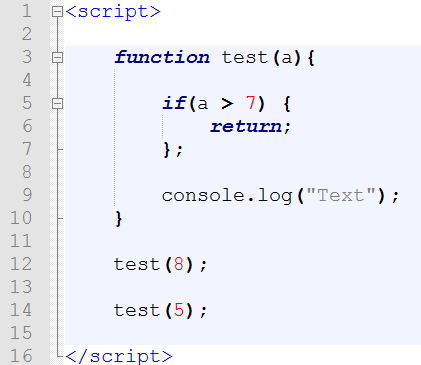 1 <script>
2
3 function test(a){
4
5 if(a > 7) {
6 return;
7 };
8
9 console.log("Text");
10 }
11
12 test(8);
13
14 test(5);
15
16 </script>